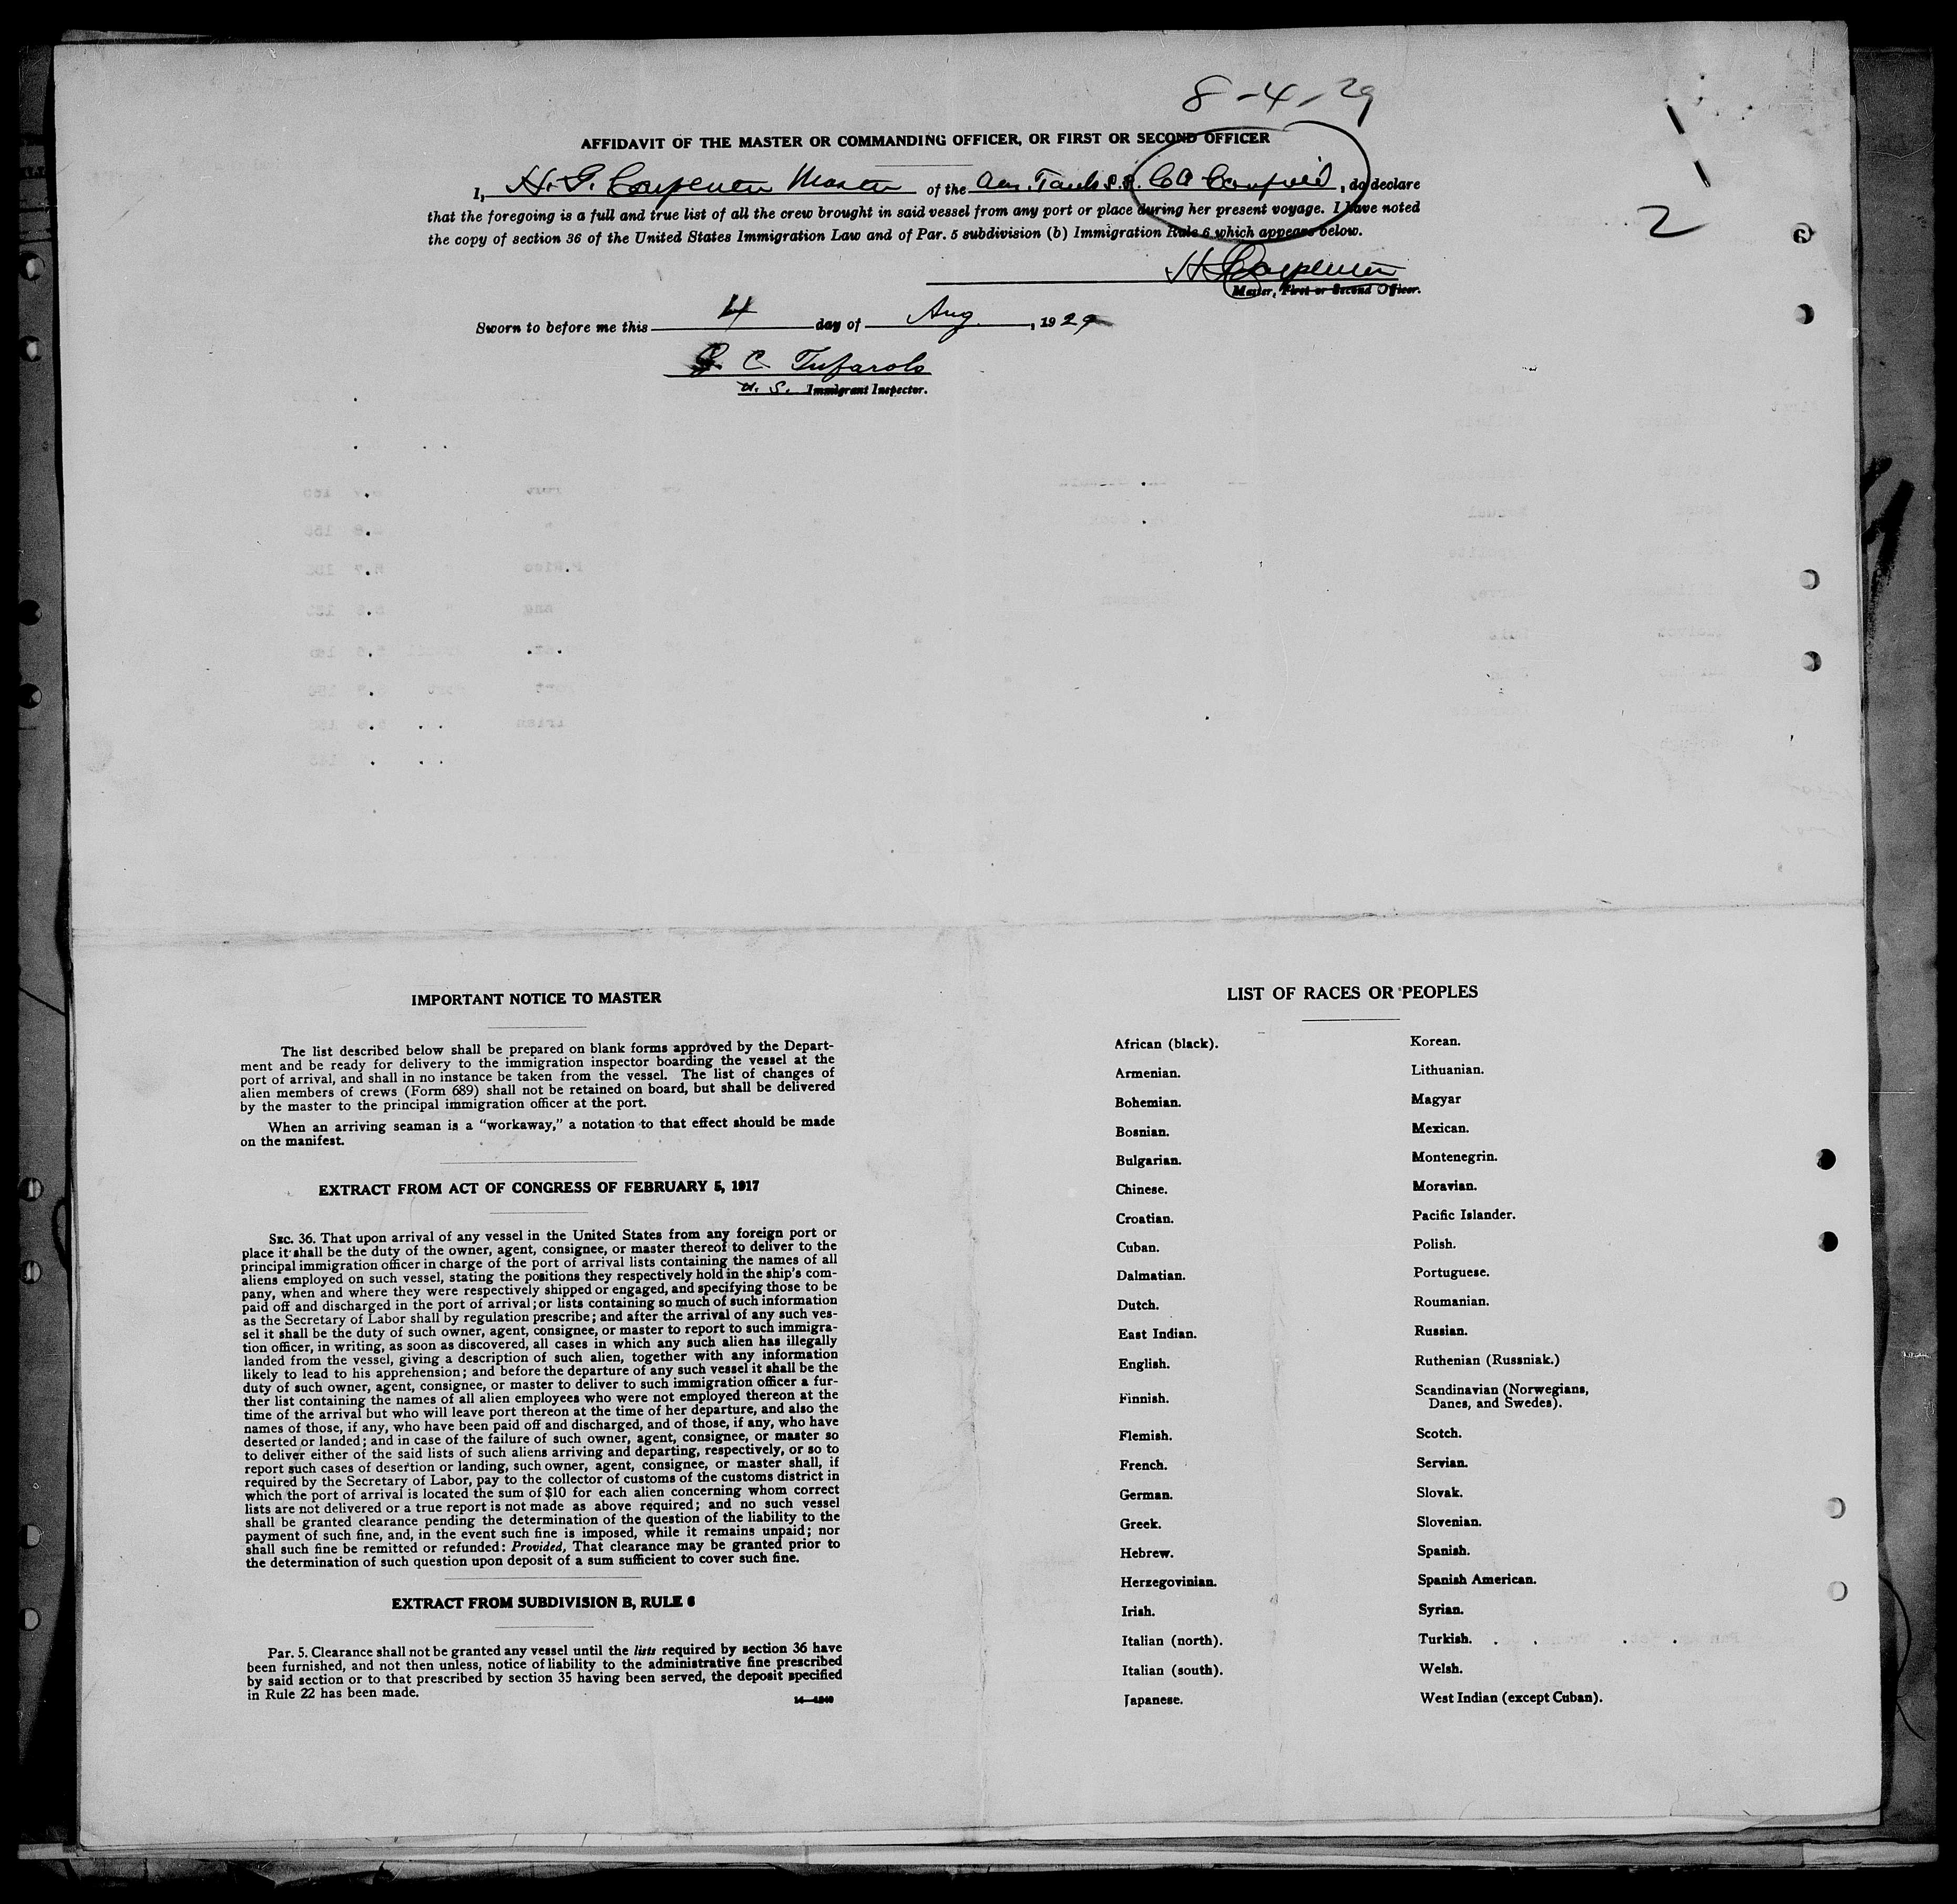 8-4-29
AFFIDAVIT OF THE MASTER OR COMMANDING OFFICER, OR FIRST OR SECOND OFFICER
I, H. G. Carpenter Master of the Am. Tank S.S. CA Canfield, do declare
that the foregoing is a full and true list of all the crew brought in said vessel from any port or place during her present voyage. I have noted
the copy of section 36 of the United States Immigration Law and of Par. 5 subdivision (b) Immigration Rule 6 which appears below.
2
H Carpenter
Master, First or Second Officer.
Sworn to before me this 4 day of Aug, 1929
C. Tufarolo
U. S. Immigrant Inspector.
IMPORTANT NOTICE TO MASTER
The list described below shall be prepared on blank forms approved by the Depart-
ment and be ready for delivery to the immigration inspector boarding the vessel at the
port of arrival, and shall in no instance be taken from the vessel. The list of changes of
alien members of crews (Form 689) shall not be retained on board, but shall be delivered
by the master to the principal immigration officer at the port.
When an arriving seaman is a "workaway," a notation to that effect should be made
on the manifest.
EXTRACT FROM ACT OF CONGRESS OF FEBRUARY 5, 1917
SEC. 36. That upon arrival of any vessel in the United States from any foreign port or
place it shall be the duty of the owner, agent, consignee, or master thereof to deliver to the
principal immigration officer in charge of the port of arrival lists containing the names of all
aliens employed on such vessel, stating the positions they respectively hold in the ship's com-
pany, when and where they were respectively shipped or engaged, and specifying those to be
paid off and discharged in the port of arrival; or lists containing so much of such information
as the Secretary of Labor shall by regulation prescribe; and after the arrival of any such ves-
sel it shall be the duty of such owner, agent, consignee, or master to report to such immigra-
tion officer, in writing, as soon as discovered, all cases in which any such alien has illegally
landed from the vessel, giving a description of such alien, together with any information
likely to lead to his apprehension; and before the departure of any such vessel it shall be the
duty of such owner, agent, consignee, or master to deliver to such immigration officer a fur-
ther list containing the names of all alien employees who were not employed thereon at the
time of the arrival but who will leave port thereon at the time of her departure, and also the
names of those, if any, who have been paid off and discharged, and of those, if any, who have
deserted or landed; and in case of the failure of such owner, agent, consignee, or master so
to deliver either of the said lists of such aliens arriving and departing, respectively, or so to
report such cases of desertion or landing, such owner, agent, consignee, or master shall, if
required by the Secretary of Labor, pay to the collector of customs of the customs district in
which the port of arrival is located the sum of $10 for each alien concerning whom correct
lists are not delivered or a true report is not made as above required; and no such vessel
shall be granted clearance pending the determination of the question of the liability to the
payment of such fine, and, in the event such fine is imposed, while it remains unpaid; nor
shall such fine be remitted or refunded: Provided, That clearance may be granted prior to
the determination of such question upon deposit of a sum sufficient to cover such fine.
EXTRACT FROM SUBDIVISION B, RULE 6
Par. 5. Clearance shall not be granted any vessel until the lists required by section 36 have
been furnished, and not then unless, notice of liability to the administrative fine prescribed
by said section or to that prescribed by section 35 having been served, the deposit specified
in Rule 22 has been made.
LIST OF RACES OR PEOPLES
African (black).
Armenian.
Bohemian.
Bosnian.
Bulgarian.
Chinese.
Croatian.
Cuban.
Dalmatian.
Dutch.
East Indian.
English.
Finnish.
Flemish.
French.
German.
Greek.
Hebrew.
Herzegovinian.
Irish.
Italian (north).
Italian (south).
Japanese.
Korean.
Lithuanian.
Magyar
Mexican.
Montenegrin.
Moravian.
Pacific Islander.
Polish.
Portuguese.
Roumanian.
Russian.
Ruthenian (Russniak.)
Scandinavian (Norwegians,
Danes, and Swedes).
Scotch.
Servian.
Slovak.
Slovenian.
Spanish.
Spanish American.
Syrian.
Turkish.
Welsh.
West Indian (except Cuban).